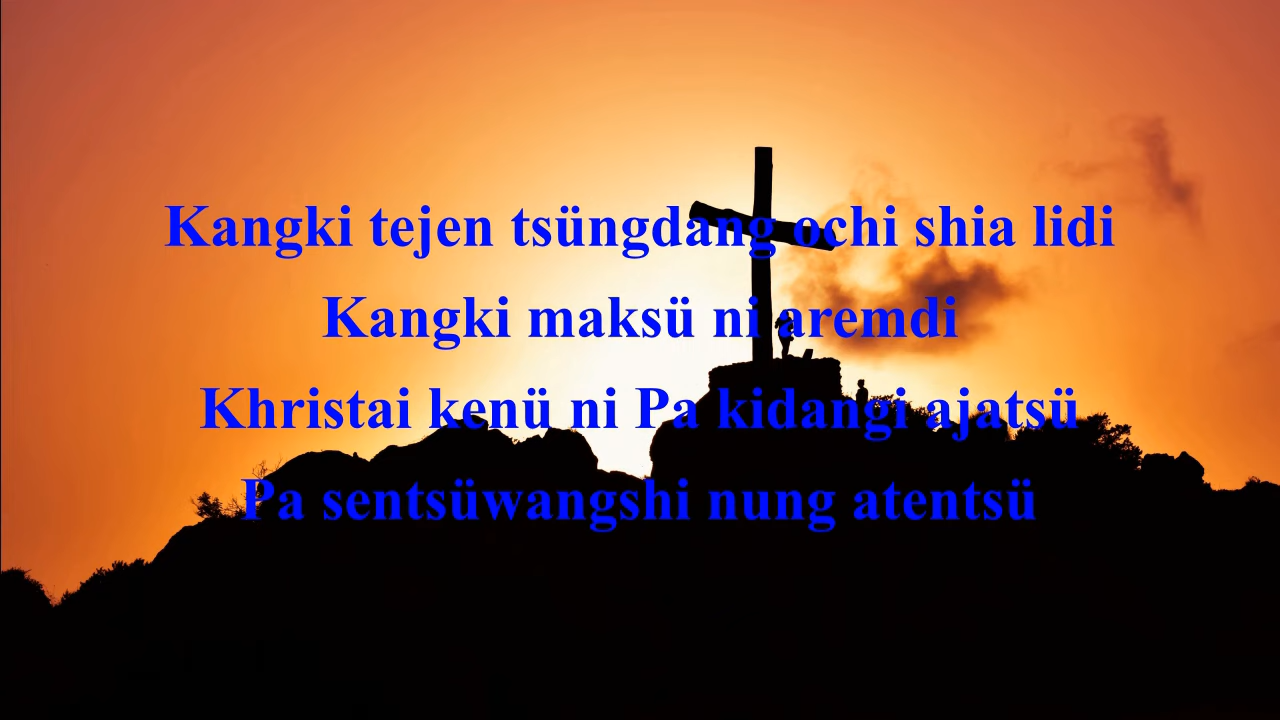 Kangki tejen tsüngdang ochi shia lidi
Kangki maksü ni aremdi
Khristai kenü ni Pa kidangi ajatsü
Pa sentsüwangshi nung atentsü